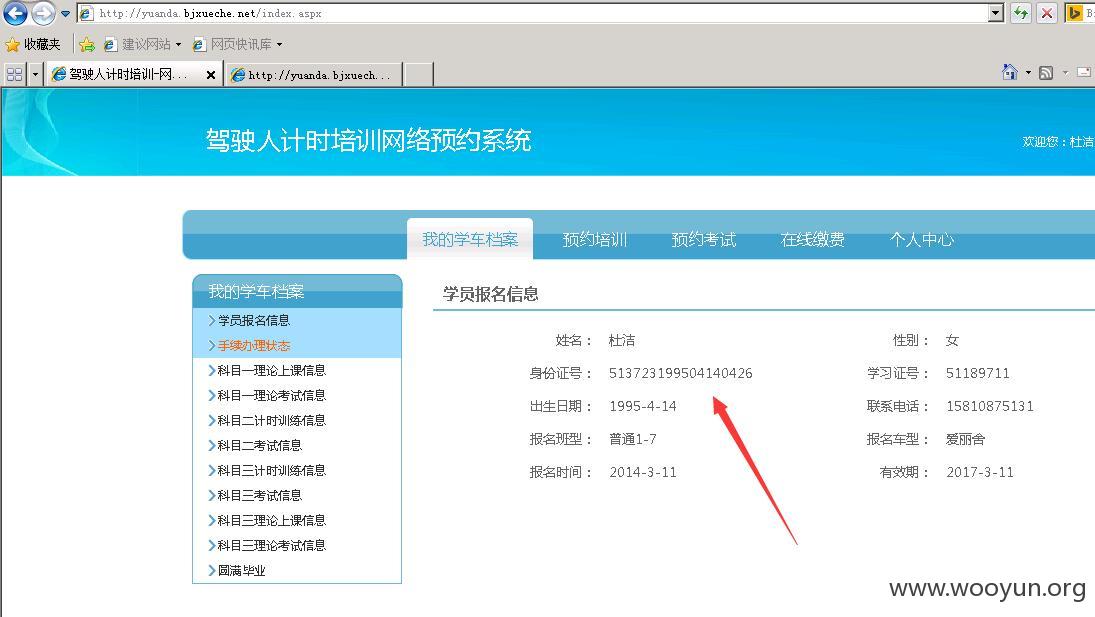 http://yuanda.bjxueche.net/index.aspx
收藏夹 建议网站 网页快讯库
驾驶人计时培训-网... http://yuanda.bjxuech...
驾驶人计时培训网络预约系统
欢迎您：杜洁
我的学车档案 预约培训 预约考试 在线缴费 个人中心
我的学车档案
学员报名信息
手续办理状态
科目一理论上课信息
科目一理论考试信息
科目二计时训练信息
科目二考试信息
科目三计时训练信息
科目三考试信息
科目三理论上课信息
科目三理论考试信息
圆满毕业
学员报名信息
姓名： 杜洁 性别： 女
身份证号： 513723199504140426 学习证号： 51189711
出生日期： 1995-4-14 联系电话： 15810875131
报名班型： 普通1-7 报名车型： 爱丽舍
报名时间： 2014-3-11 有效期： 2017-3-11
www.wooyun.org